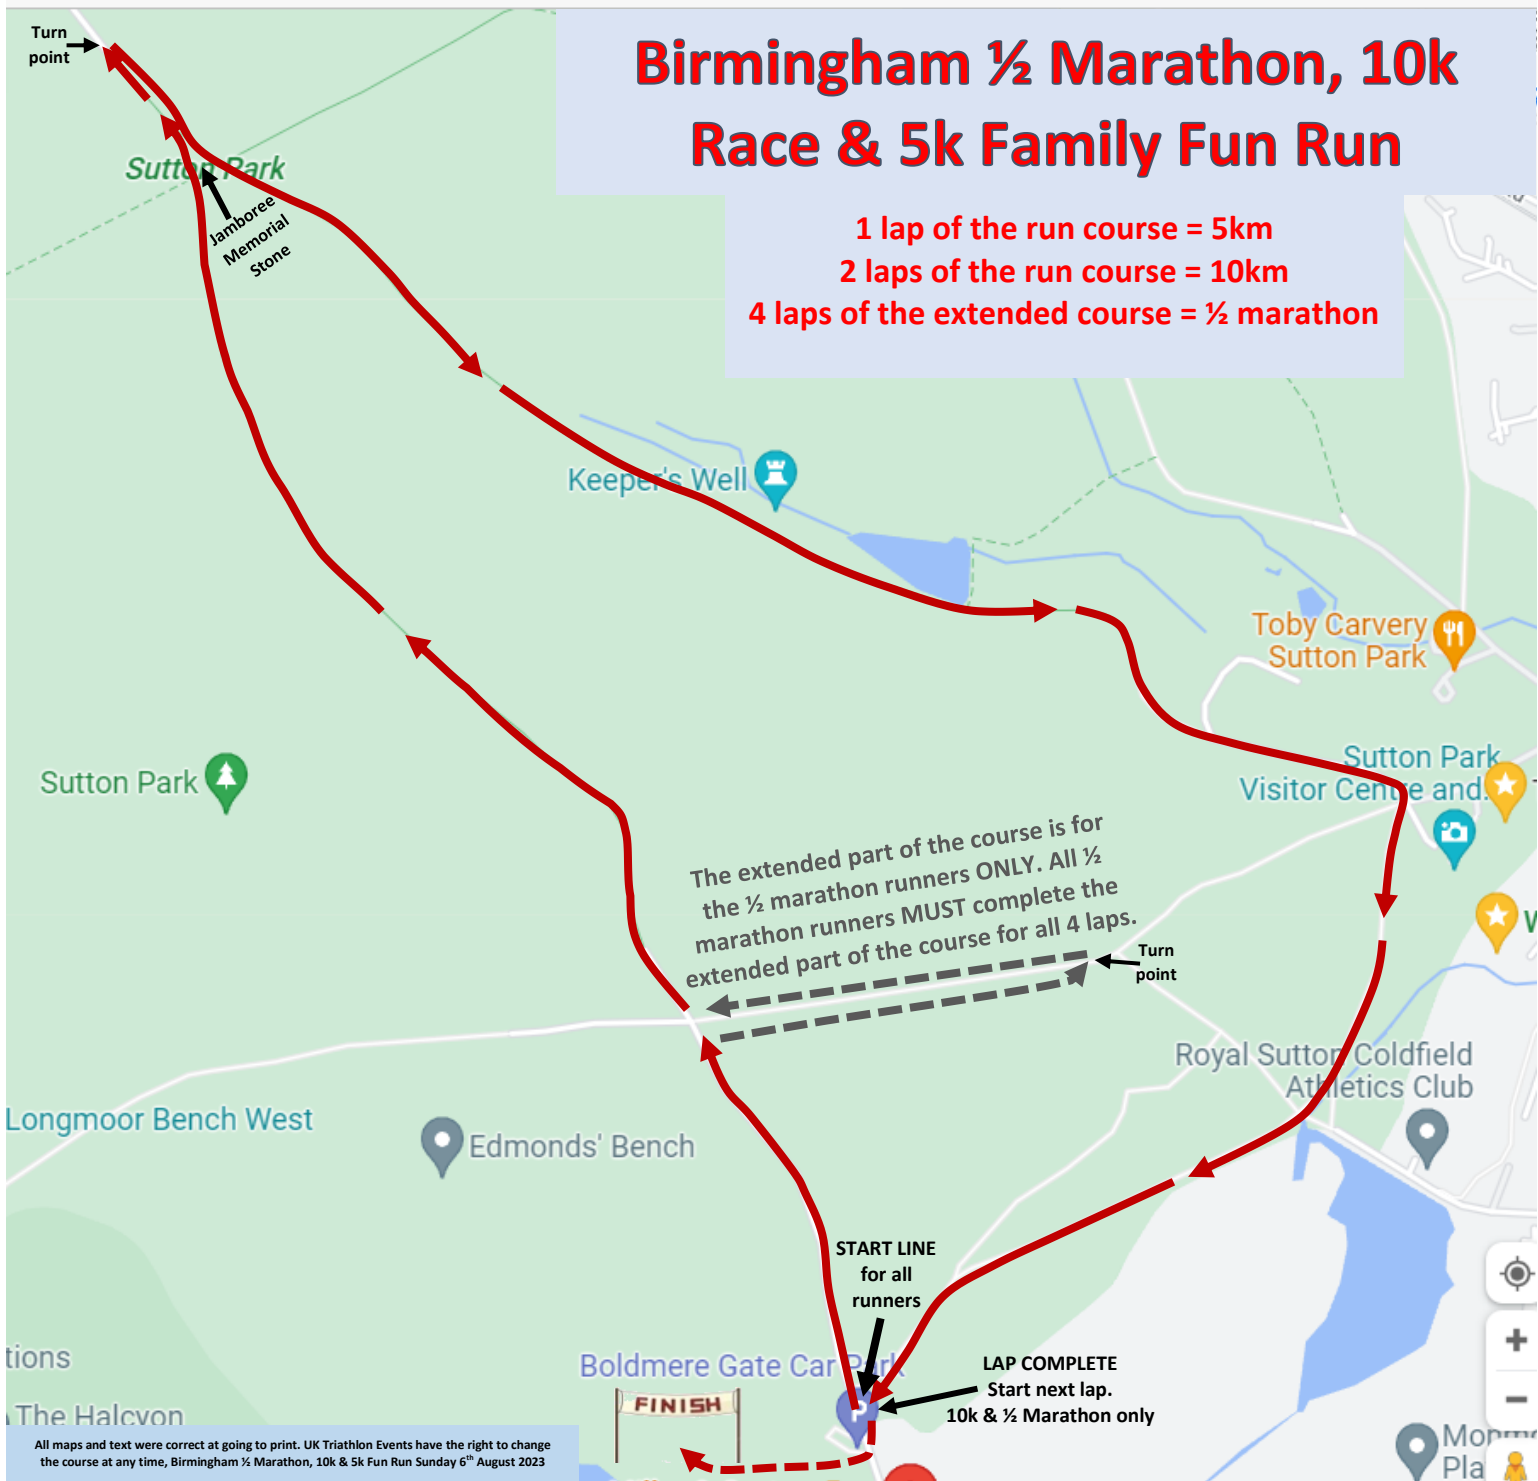 Turn
point
Birmingham ½ Marathon, 10k
Race & 5k Family Fun Run
Sutton Park
Jamboree
Memorial
Stone
1 lap of the run course = 5km
2 laps of the run course = 10km
4 laps of the extended course = ½ marathon
Keeper's Well
Toby Carvery
Sutton Park
Sutton Park
Sutton Park
Visitor Centre and
The extended part of the course is for
the ½ marathon runners ONLY. All ½
marathon runners MUST complete the
extended part of the course for all 4 laps.
Turn
point
Royal Sutton Coldfield
Athletics Club
Longmoor Bench West
Edmonds' Bench
START LINE
for all
runners
Boldmere Gate Car Park
P
LAP COMPLETE
Start next lap.
10k & ½ Marathon only
FINISH
tions
The Halcyon
All maps and text were correct at going to print. UK Triathlon Events have the right to change
the course at any time, Birmingham ½ Marathon, 10k & 5k Fun Run Sunday 6th August 2023
Pla